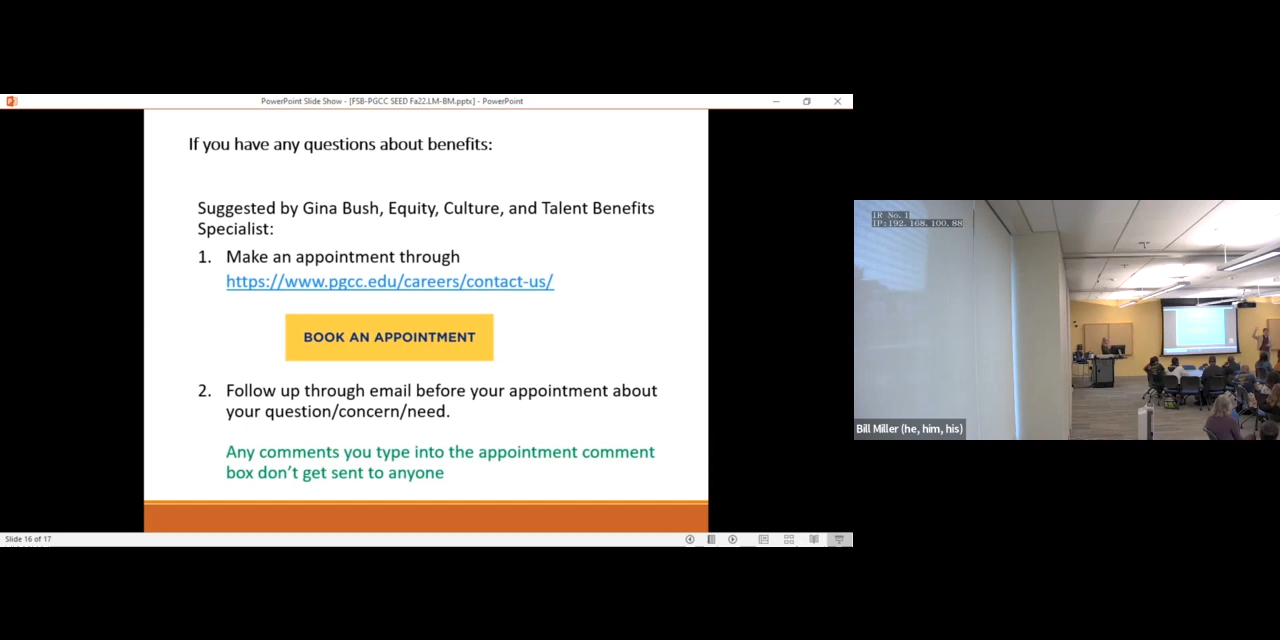 PowerPoint Slide Show - [FSB-PGCC SEED Fa22.LM-BM.pptx] - PowerPoint
If you have any questions about benefits:
Suggested by Gina Bush, Equity, Culture, and Talent Benefits
Specialist:
1. Make an appointment through
https://www.pgcc.edu/careers/contact-us/
BOOK AN APPOINTMENT
2. Follow up through email before your appointment about
your question/concern/need.
Any comments you type into the appointment comment
box don’t get sent to anyone
Slide 16 of 17
IR No.1
IP:192.168.100.88
Bill Miller (he, him, his)